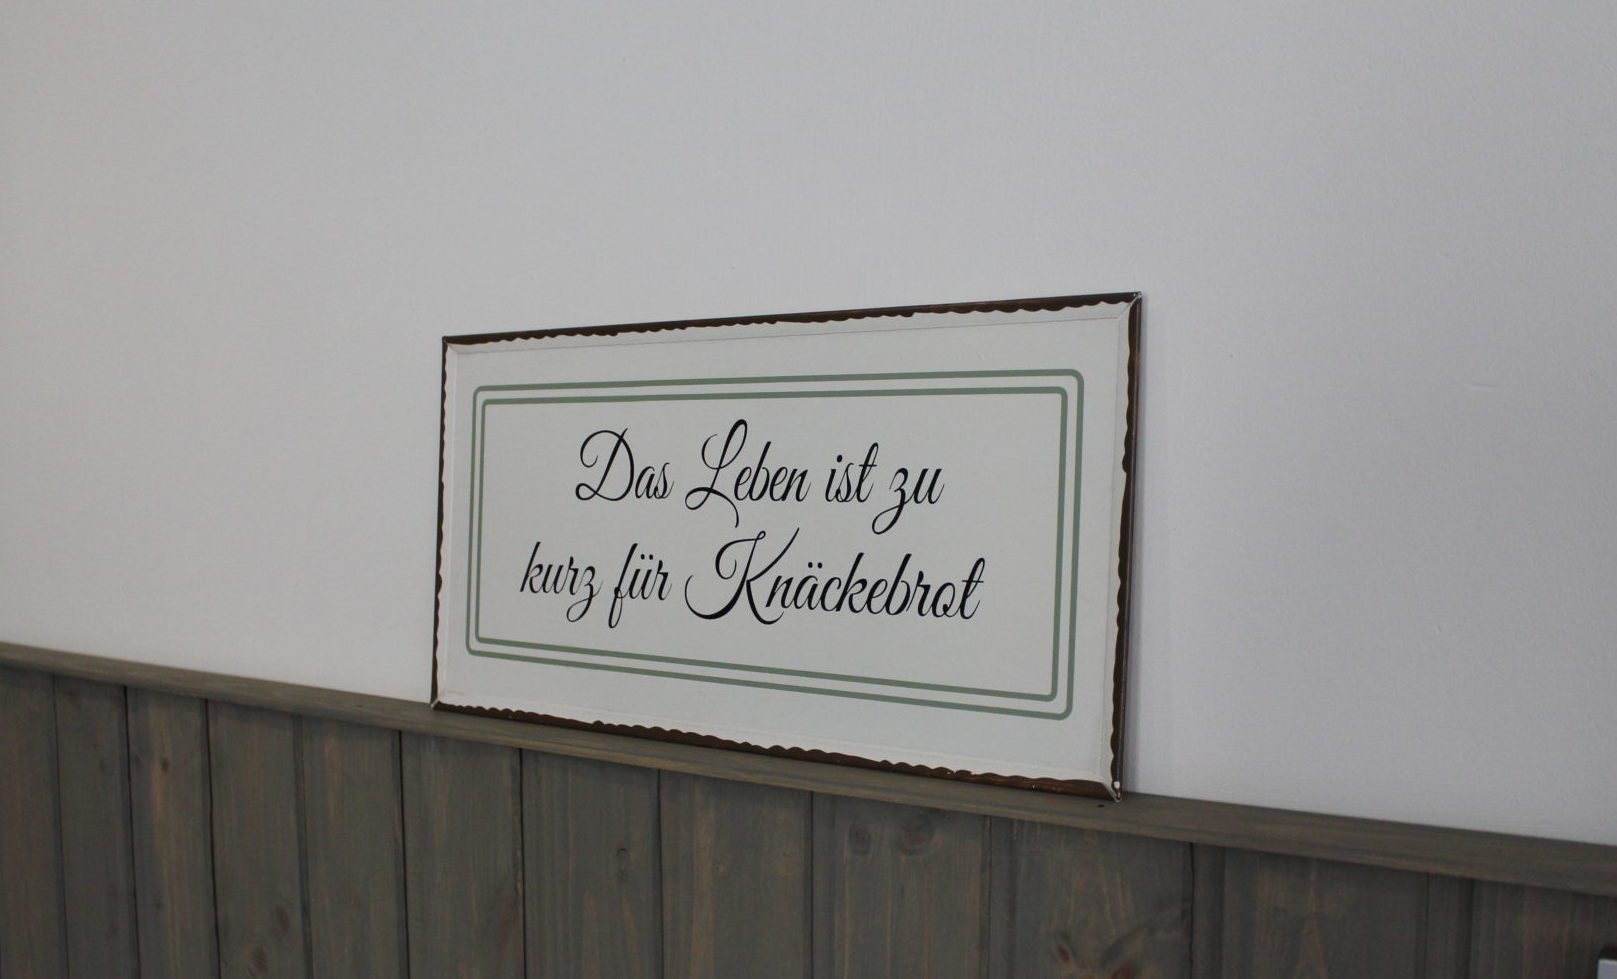 Das Leben ist zu
kurz für Knäckebrot